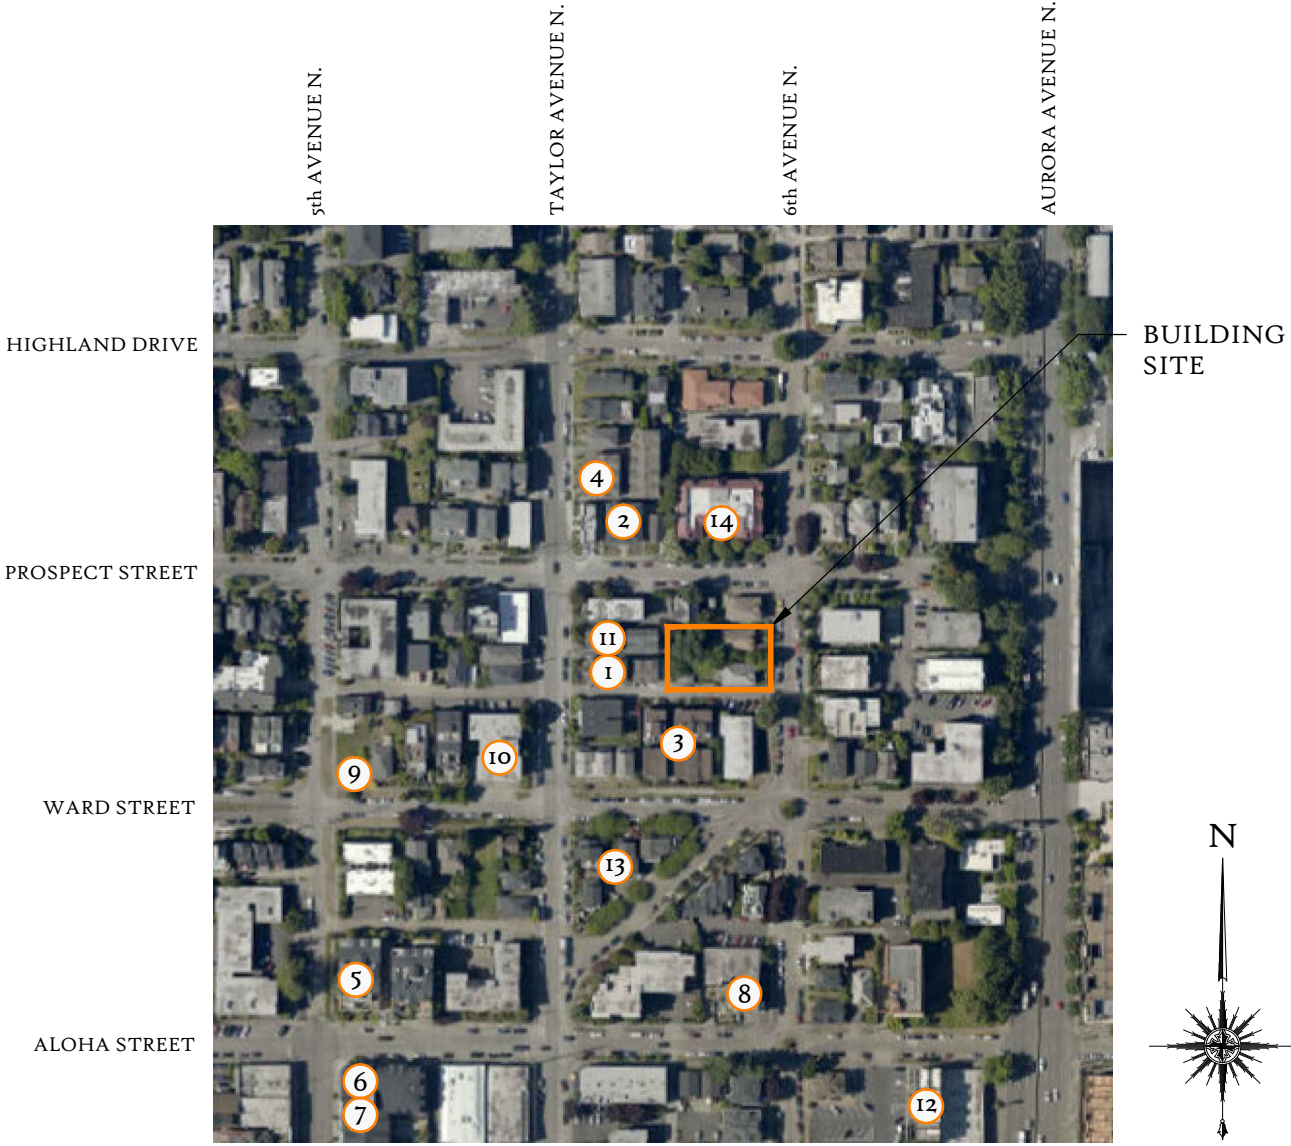 5th AVENUE N.
TAYLOR AVENUE N.
6th AVENUE N.
AURORA AVENUE N.
HIGHLAND DRIVE
BUILDING
SITE
4
2
14
PROSPECT STREET
11
1
3
10
9
WARD STREET
N
13
5
8
ALOHA STREET
6
7
12